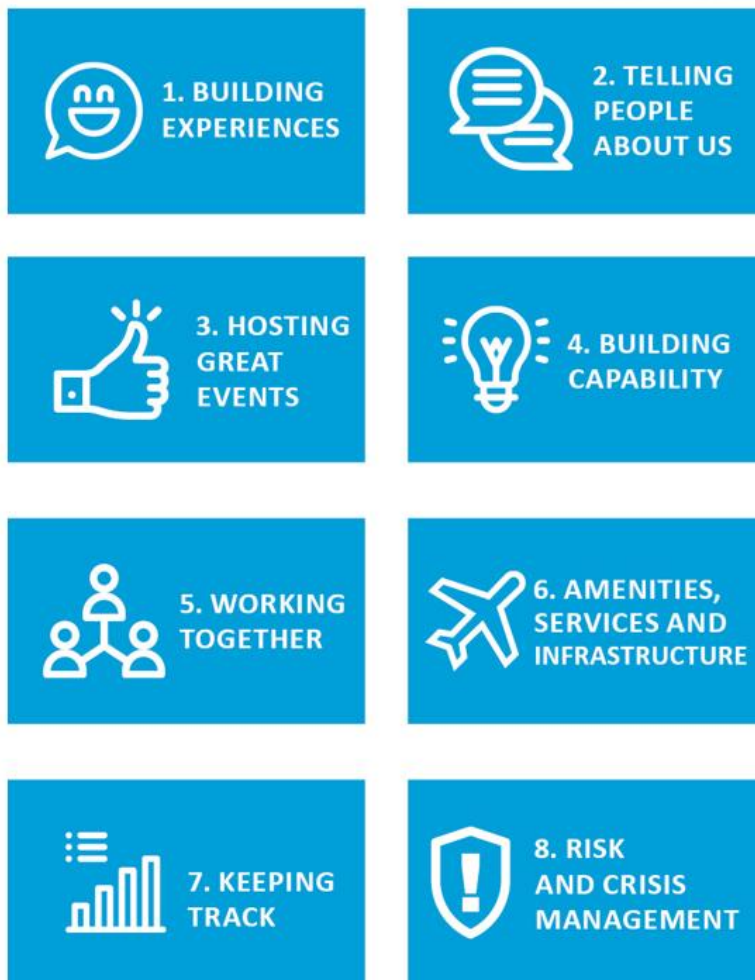 1. BUILDING
EXPERIENCES
2. TELLING
PEOPLE
ABOUT US
3. HOSTING
GREAT
EVENTS
4. BUILDING
CAPABILITY
5. WORKING
TOGETHER
6. AMENITIES,
SERVICES AND
INFRASTRUCTURE
7. KEEPING
TRACK
8. RISK
AND CRISIS
MANAGEMENT